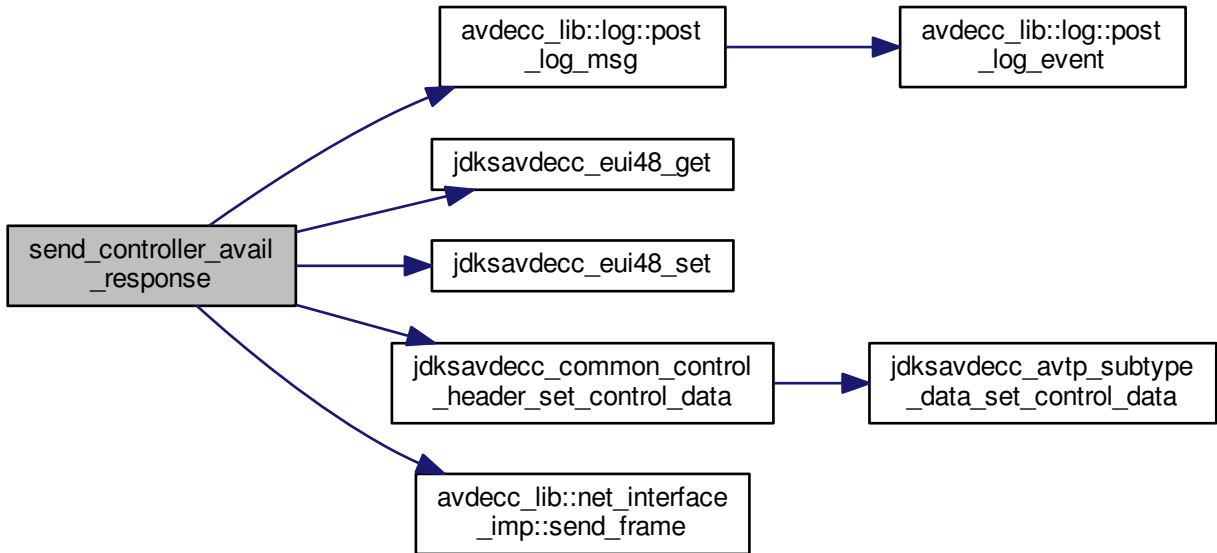 avdecc_lib::log::post
_log_msg
avdecc_lib::log::post
_log_event
jdksavdecc_eui48_get
send_controller_avail
_response
jdksavdecc_eui48_set
jdksavdecc_common_control
_header_set_control_data
jdksavdecc_avtp_subtype
_data_set_control_data
avdecc_lib::net_interface
_imp::send_frame